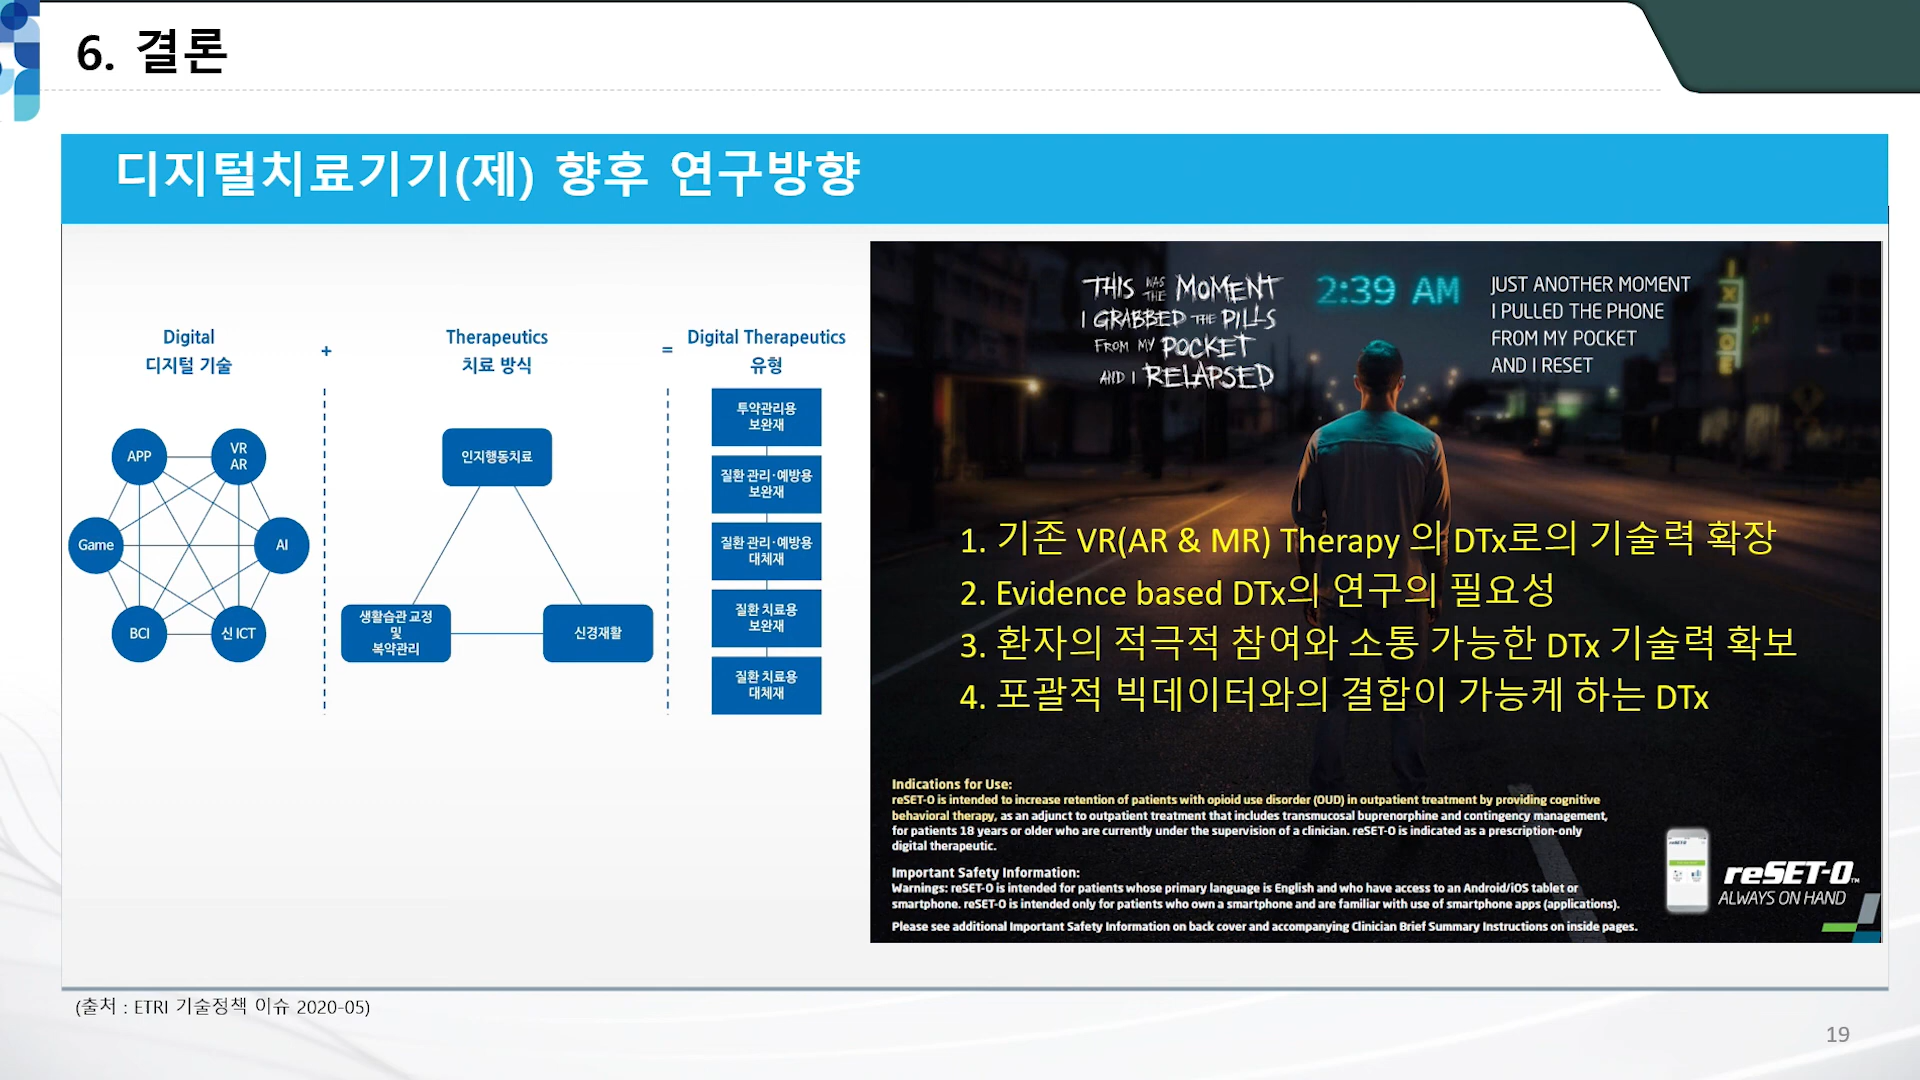 6. 결론
디지털치료기기(제) 향후 연구방향
Digital
디지털 기술
+
Therapeutics
치료 방식
=
Digital Therapeutics
유형
APP
VR
AR
Game
AI
BCI
신 ICT
인지행동치료
생활습관 교정
및
복약관리
신경재활
투약관리용
보완재
질환 관리·예방용
보완재
질환 관리·예방용
대체재
질환 치료용
보완재
질환 치료용
대체재
THIS WAS THE MOMENT
I GRABBED THE PILLS
FROM MY POCKET
AND I RELAPSED
2:39 AM
JUST ANOTHER MOMENT
I PULLED THE PHONE
FROM MY POCKET
AND I RESET
1. 기존 VR(AR & MR) Therapy 의 DTx로의 기술력 확장
2. Evidence based DTx의 연구의 필요성
3. 환자의 적극적 참여와 소통 가능한 DTx 기술력 확보
4. 포괄적 빅데이터와의 결합이 가능케 하는 DTx
Indications for Use:
reSET-O is intended to increase retention of patients with opioid use disorder (OUD) in outpatient treatment by providing cognitive
behavioral therapy, as an adjunct to outpatient treatment that includes transmucosal buprenorphine and contingency management,
for patients 18 years or older who are currently under the supervision of a clinician. reSET-O is indicated as a prescription-only
digital therapeutic.
Important Safety Information:
Warnings: reSET-O is intended for patients whose primary language is English and who have access to an Android/iOS tablet or
smartphone. reSET-O is intended only for patients who own a smartphone and are familiar with use of smartphone apps (applications).
Please see additional Important Safety Information on back cover and accompanying Clinician Brief Summary Instructions on inside pages.
reSET-O™
ALWAYS ON HAND
(출처 : ETRI 기술정책 이슈 2020-05)
19